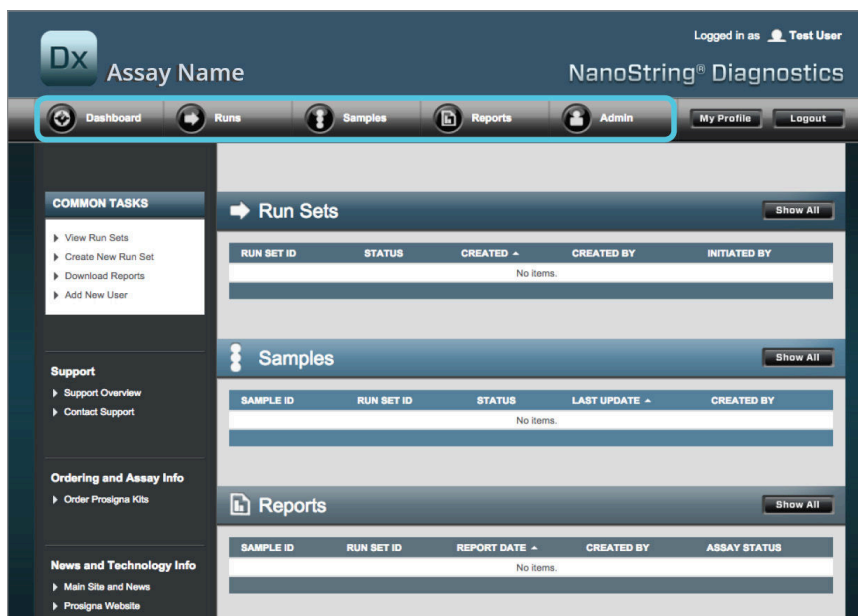 Logged in as Test User
Dx Assay Name
NanoString® Diagnostics
Dashboard Runs Samples Reports Admin My Profile Logout
COMMON TASKS
View Run Sets
Create New Run Set
Download Reports
Add New User
Support
Support Overview
Contact Support
Ordering and Assay Info
Order Prosigna Kits
News and Technology Info
Main Site and News
Prosigna Website
Run Sets Show All
RUN SET ID STATUS CREATED CREATED BY INITIATED BY
No items.
Samples Show All
SAMPLE ID RUN SET ID STATUS LAST UPDATE CREATED BY
No items.
Reports Show All
SAMPLE ID RUN SET ID REPORT DATE CREATED BY ASSAY STATUS
No items.